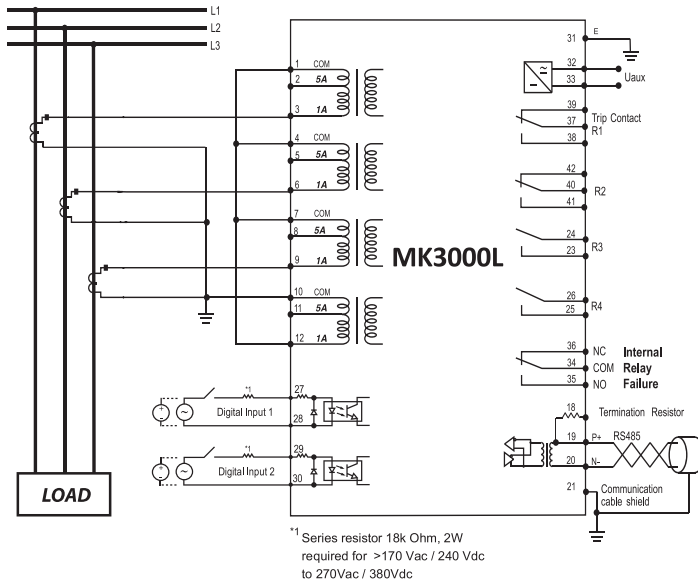 L1
L2
L3
31 E
1 COM
2 5A
3 1A
32
33
Uaux
39
37 Trip Contact
R1
38
4 COM
5 5A
6 1A
42
40 R2
41
7 COM
8 5A
9 1A
24
R3
23
MK3000L
10 COM
11 5A
12 1A
26
R4
25
36 NC Internal
34 COM Relay
35 NO Failure
*1 27
Digital Input 1
28
18 Termination Resistor
19 P+ RS485
20 N-
*1 29
Digital Input 2
30
21 Communication
cable shield
LOAD
*1 Series resistor 18k Ohm, 2W
required for >170 Vac / 240 Vdc
to 270Vac / 380Vdc